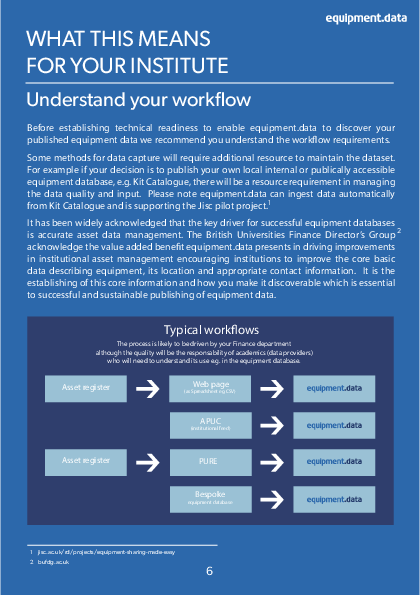 equipment.data
WHAT THIS MEANS
FOR YOUR INSTITUTE
Understand your workflow
Before establishing technical readiness to enable equipment.data to discover your
published equipment data we recommend you understand the workflow requirements.
Some methods for data capture will require additional resource to maintain the dataset.
For example if your decision is to publish your own local internal or publically accessible
equipment database, e.g. Kit Catalogue, there will be a resource requirement in managing
the data quality and input. Please note equipment.data can ingest data automatically
from Kit Catalogue and is supporting the Jisc pilot project.1
It has been widely acknowledged that the key driver for successful equipment databases
is accurate asset data management. The British Universities Finance Director's Group2
acknowledge the value added benefit equipment.data presents in driving improvements
in institutional asset management encouraging institutions to improve the core basic
data describing equipment, its location and appropriate contact information. It is the
establishing of this core information and how you make it discoverable which is essential
to successful and sustainable publishing of equipment data.
Typical workflows
The process is likely to be driven by your Finance department
although the quality will be the responsibility of academics (data providers)
who will need to understand its use e.g. in the equipment database.
Asset register
Web page
equipment.data
APUC
equipment.data
Asset register
PURE
equipment.data
Bespoke
equipment database
equipment.data
1 jisc.ac.uk/rd/projects/equipment-sharing-made-easy
2 bufdg.ac.uk
6